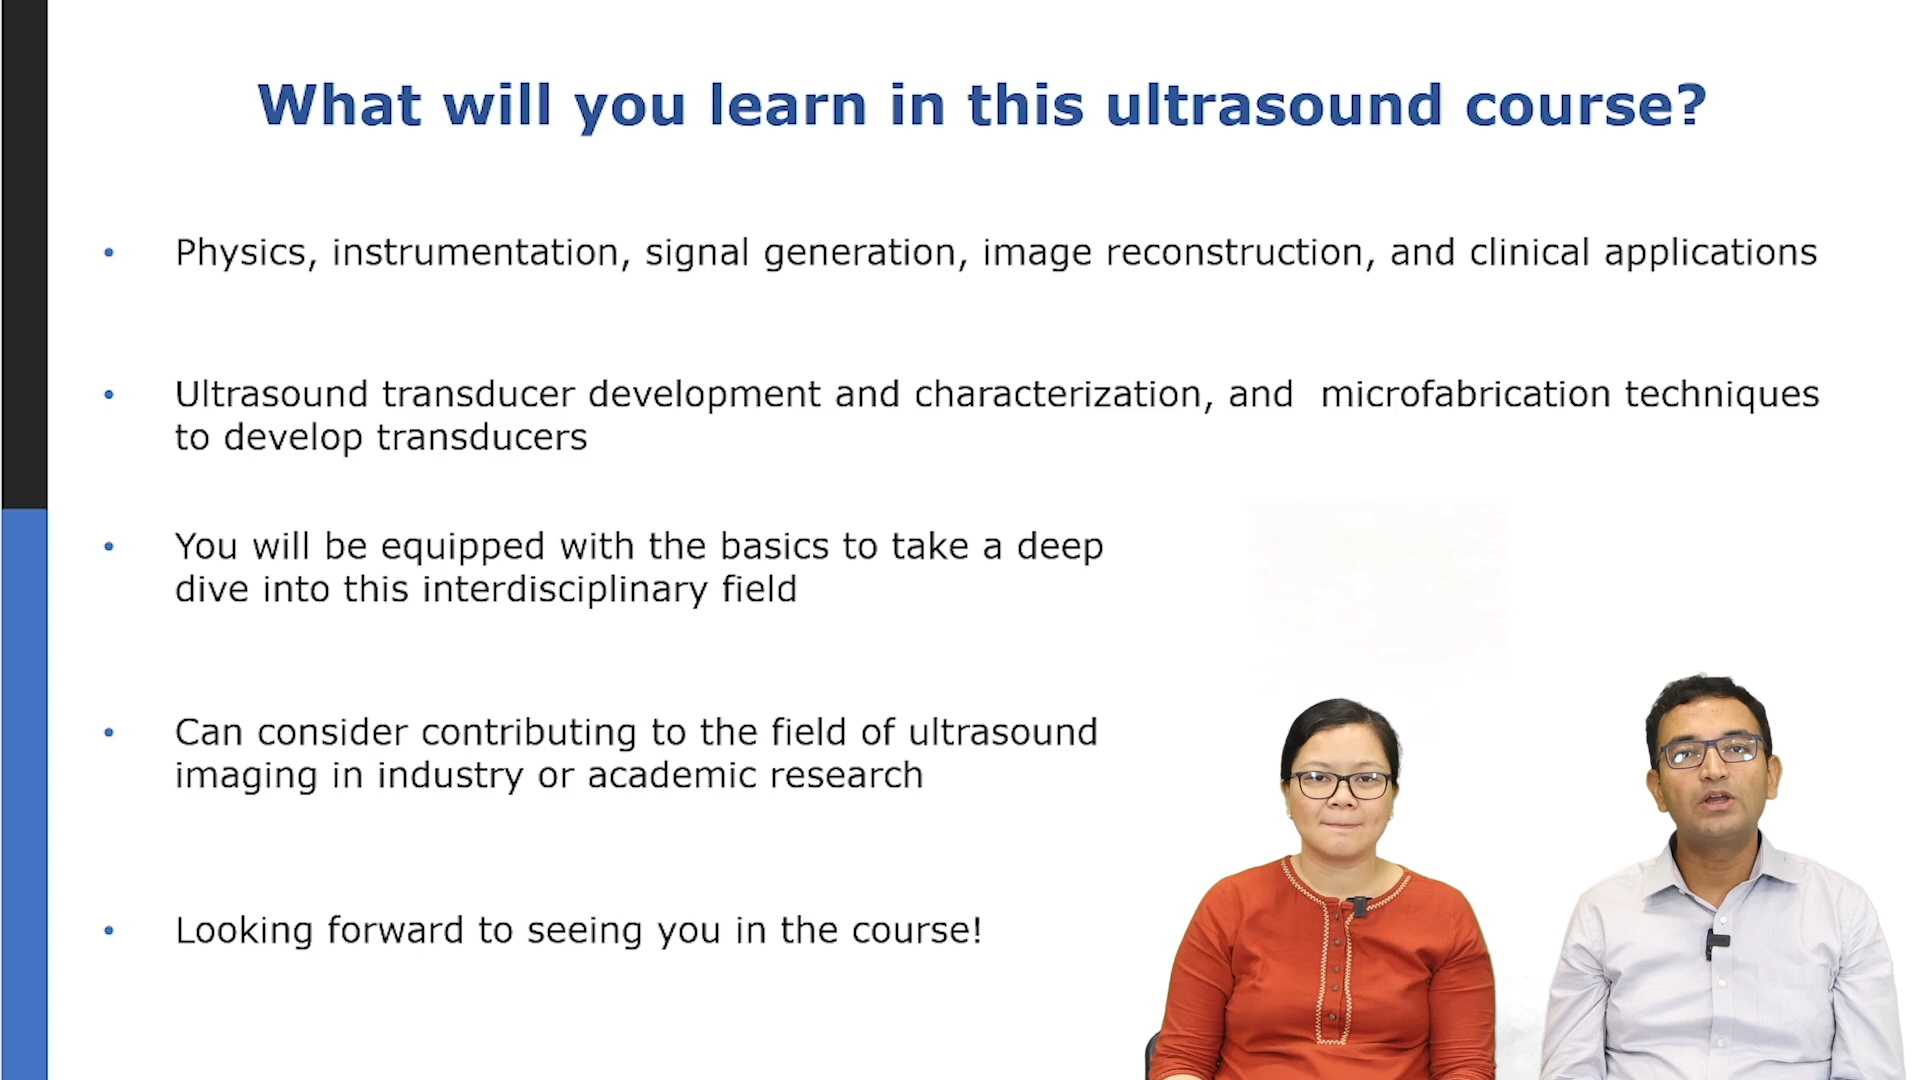 What will you learn in this ultrasound course?
• Physics, instrumentation, signal generation, image reconstruction, and clinical applications
• Ultrasound transducer development and characterization, and  microfabrication techniques
to develop transducers
• You will be equipped with the basics to take a deep
dive into this interdisciplinary field
• Can consider contributing to the field of ultrasound
imaging in industry or academic research
• Looking forward to seeing you in the course!